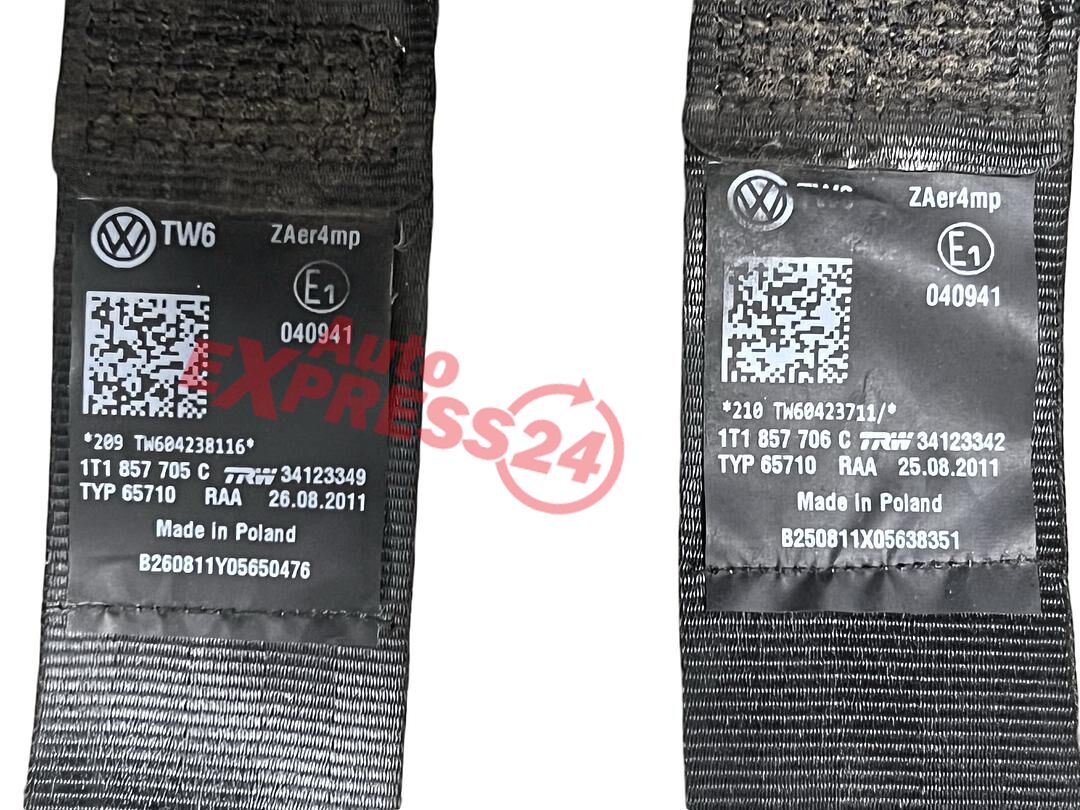 TW6 ZAer4mp
E1
040941
*209 TW604238116*
1T1 857 705 C TRW 34123349
TYP 65710 RAA 26.08.2011
Made in Poland
B260811Y05650476
TW6 ZAer4mp
E1
040941
*210 TW60423711/*
1T1 857 706 C TRW 34123342
TYP 65710 RAA 25.08.2011
Made in Poland
B250811X05638351
Auto
EXPRESS24